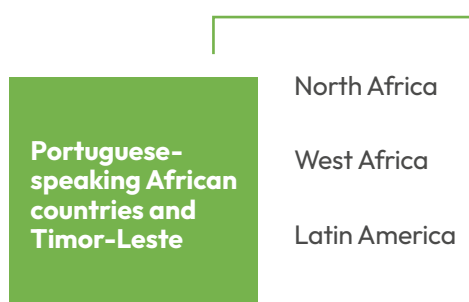 Portuguese-
speaking African
countries and
Timor-Leste
North Africa
West Africa
Latin America